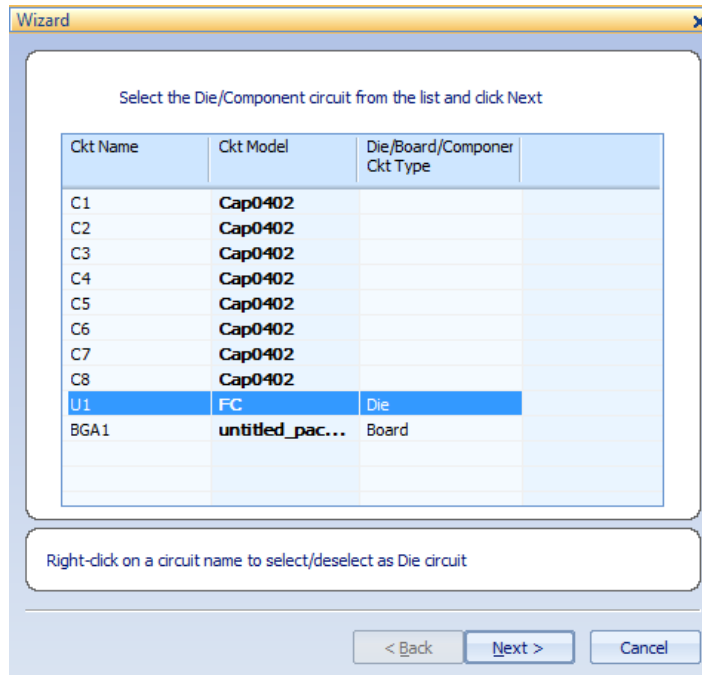 Wizard
Select the Die/Component circuit from the list and click Next
Ckt Name Ckt Model Die/Board/Componer
Ckt Type
C1 Cap0402
C2 Cap0402
C3 Cap0402
C4 Cap0402
C5 Cap0402
C6 Cap0402
C7 Cap0402
C8 Cap0402
U1 FC Die
BGA1 untitled_pac... Board
Right-click on a circuit name to select/deselect as Die circuit
< Back Next > Cancel